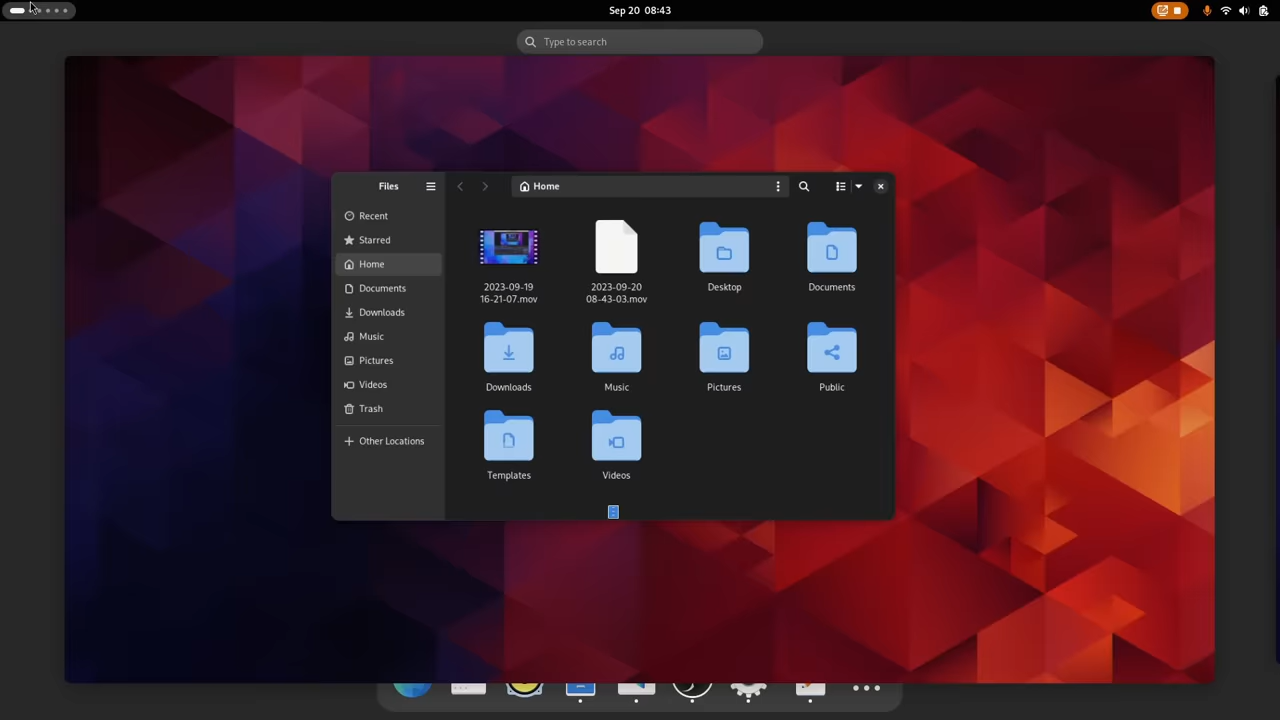 Sep 20 08:43
Type to search
Files
Home
Recent
Starred
Home
Documents
Downloads
Music
Pictures
Videos
Trash
Other Locations
2023-09-19
16-21-07.mov
2023-09-20
08-43-03.mov
Desktop
Documents
Downloads
Music
Pictures
Public
Templates
Videos